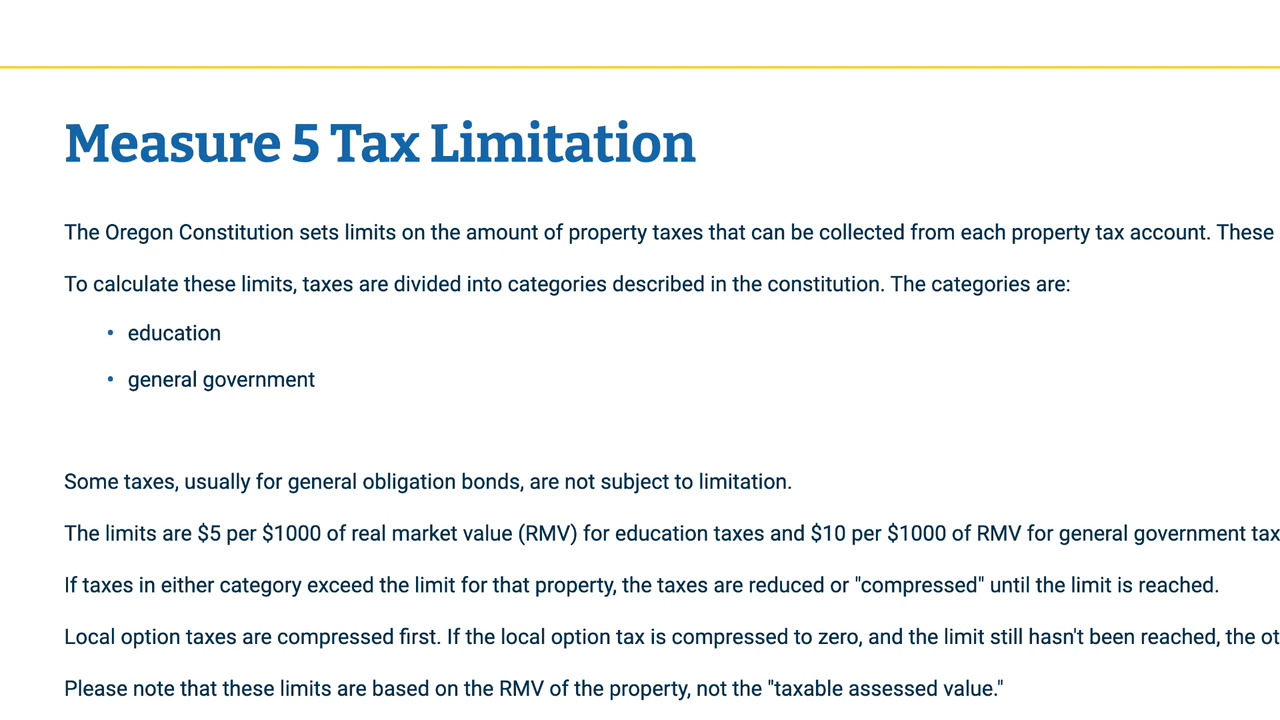 Measure 5 Tax Limitation
The Oregon Constitution sets limits on the amount of property taxes that can be collected from each property tax account. These
To calculate these limits, taxes are divided into categories described in the constitution. The categories are:
• education
• general government
Some taxes, usually for general obligation bonds, are not subject to limitation.
The limits are $5 per $1000 of real market value (RMV) for education taxes and $10 per $1000 of RMV for general government tax
If taxes in either category exceed the limit for that property, the taxes are reduced or "compressed" until the limit is reached.
Local option taxes are compressed first. If the local option tax is compressed to zero, and the limit still hasn't been reached, the ot
Please note that these limits are based on the RMV of the property, not the "taxable assessed value."